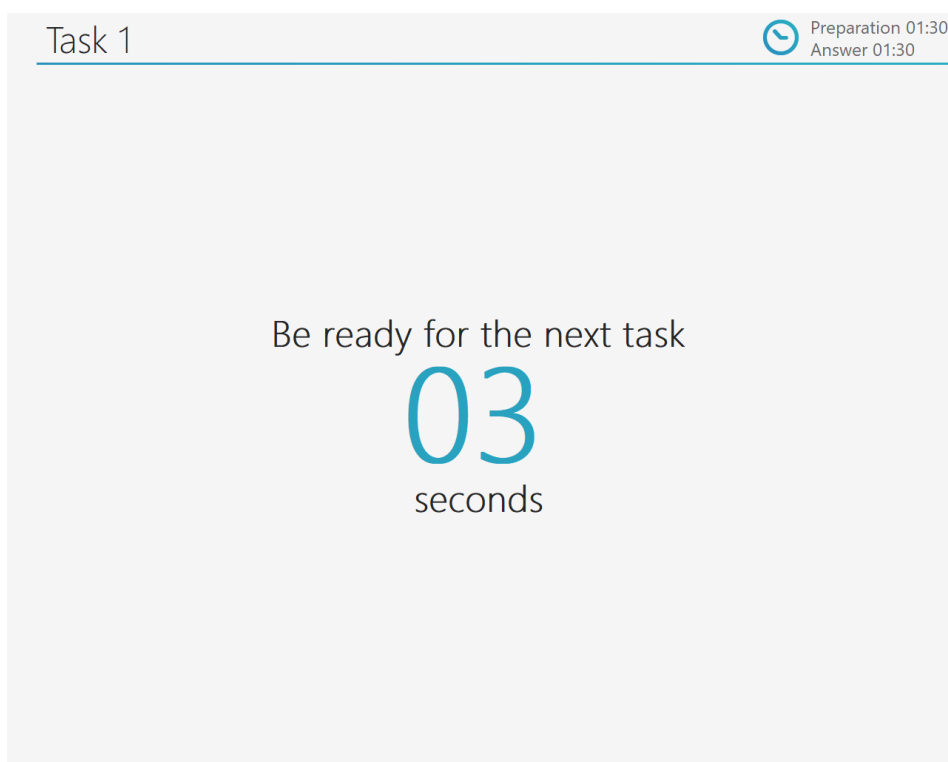 Task 1
Preparation 01:30
Answer 01:30
Be ready for the next task
03
seconds